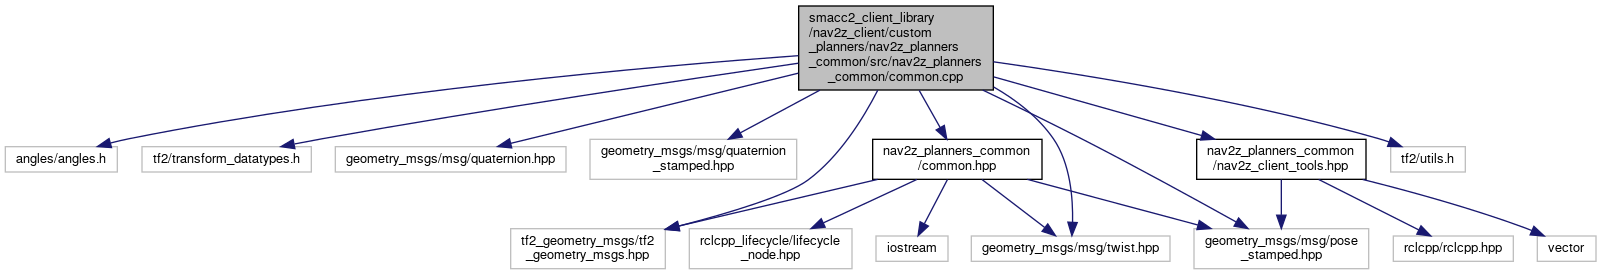 smacc2_client_library
/nav2z_client/custom
_planners/nav2z_planners
_common/src/nav2z_planners
_common/common.cpp
angles/angles.h
tf2/transform_datatypes.h
geometry_msgs/msg/quaternion.hpp
geometry_msgs/msg/quaternion
_stamped.hpp
nav2z_planners_common
/common.hpp
nav2z_planners_common
/nav2z_client_tools.hpp
tf2/utils.h
tf2_geometry_msgs/tf2
_geometry_msgs.hpp
rclcpp_lifecycle/lifecycle
_node.hpp
iostream
geometry_msgs/msg/twist.hpp
geometry_msgs/msg/pose
_stamped.hpp
rclcpp/rclcpp.hpp
vector